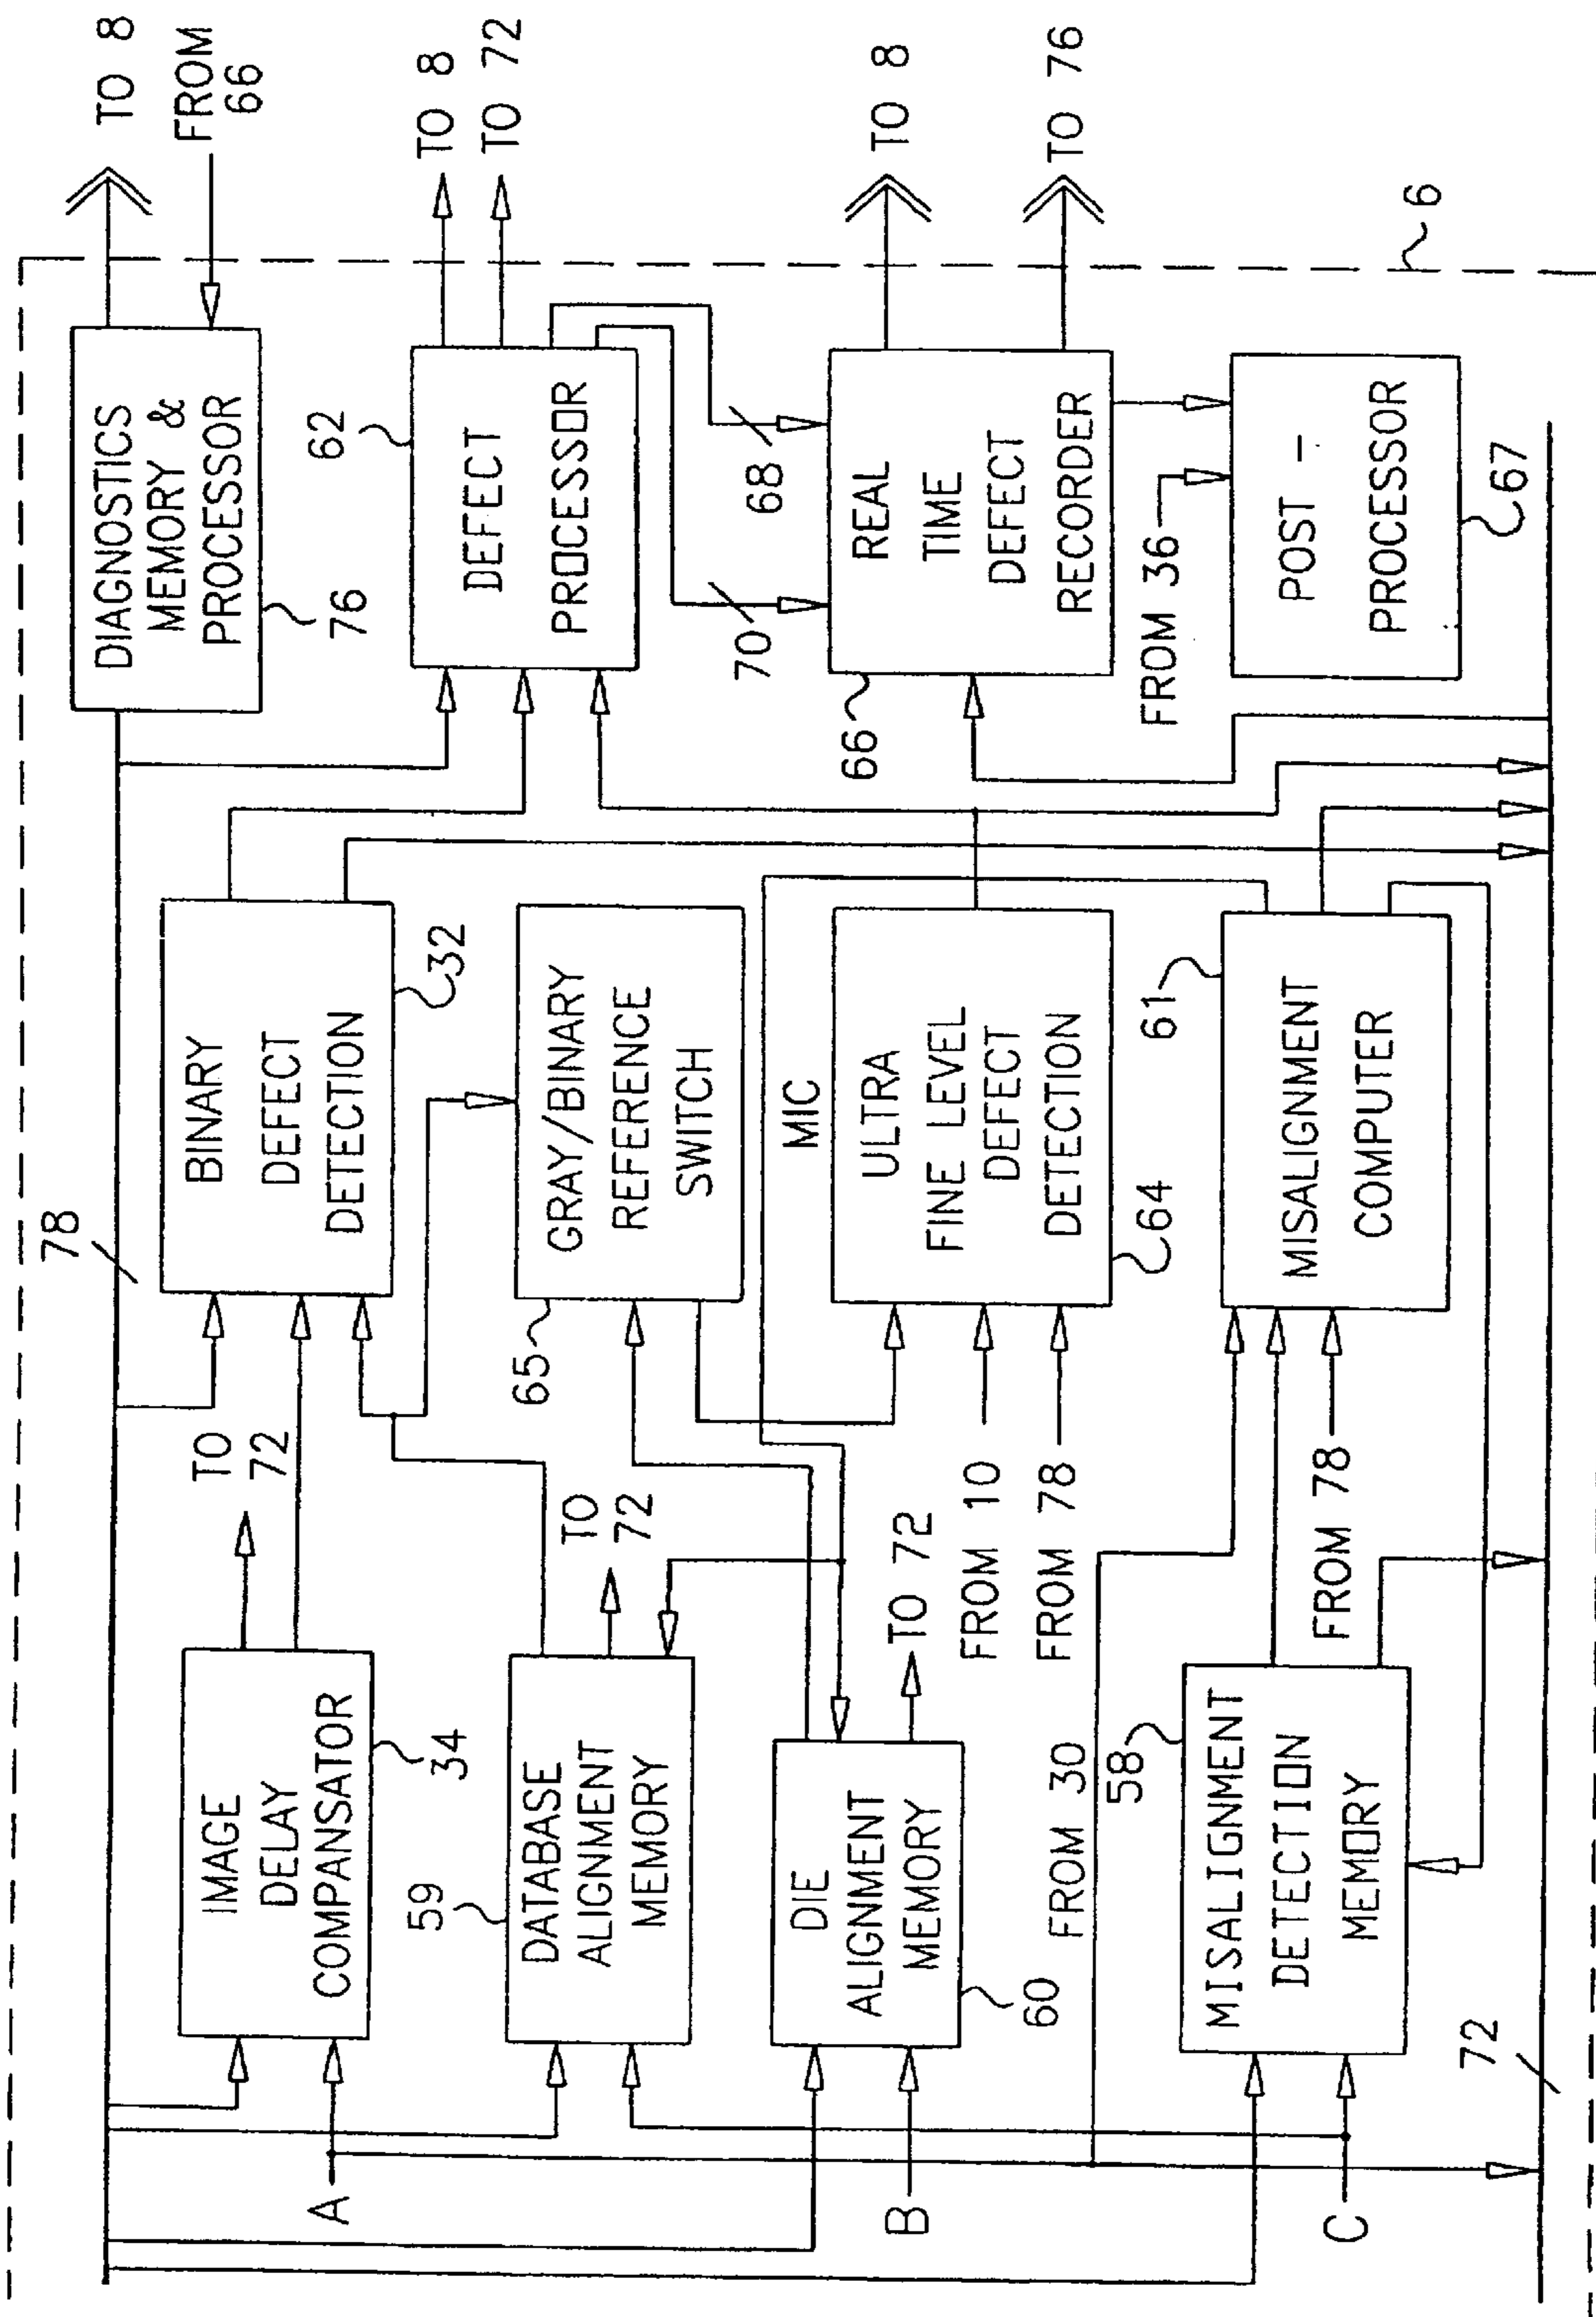 78
DIAGNOSTICS
MEMORY &
PROCESSOR
76
TO 8
FROM
66
IMAGE
DELAY
COMPANSATOR
34
TO
72
BINARY
DEFECT
DETECTION
32
DEFECT
PROCESSOR
62
TO 8
TO 72
A
59
DATABASE
ALIGNMENT
MEMORY
TO
72
65
GRAY/BINARY
REFERENCE
SWITCH
70
68
MIC
B
DIE
ALIGNMENT
MEMORY
60
TO 72
FROM 10
FROM 78
ULTRA
FINE LEVEL
DEFECT
DETECTION
64
66
REAL
TIME
DEFECT
RECORDER
TO 8
TO 76
FROM 30
58
MISALIGNMENT
DETECTION
MEMORY
FROM 78
61
MISALIGNMENT
COMPUTER
FROM 36
POST -
PROCESSOR
67
C
72
6